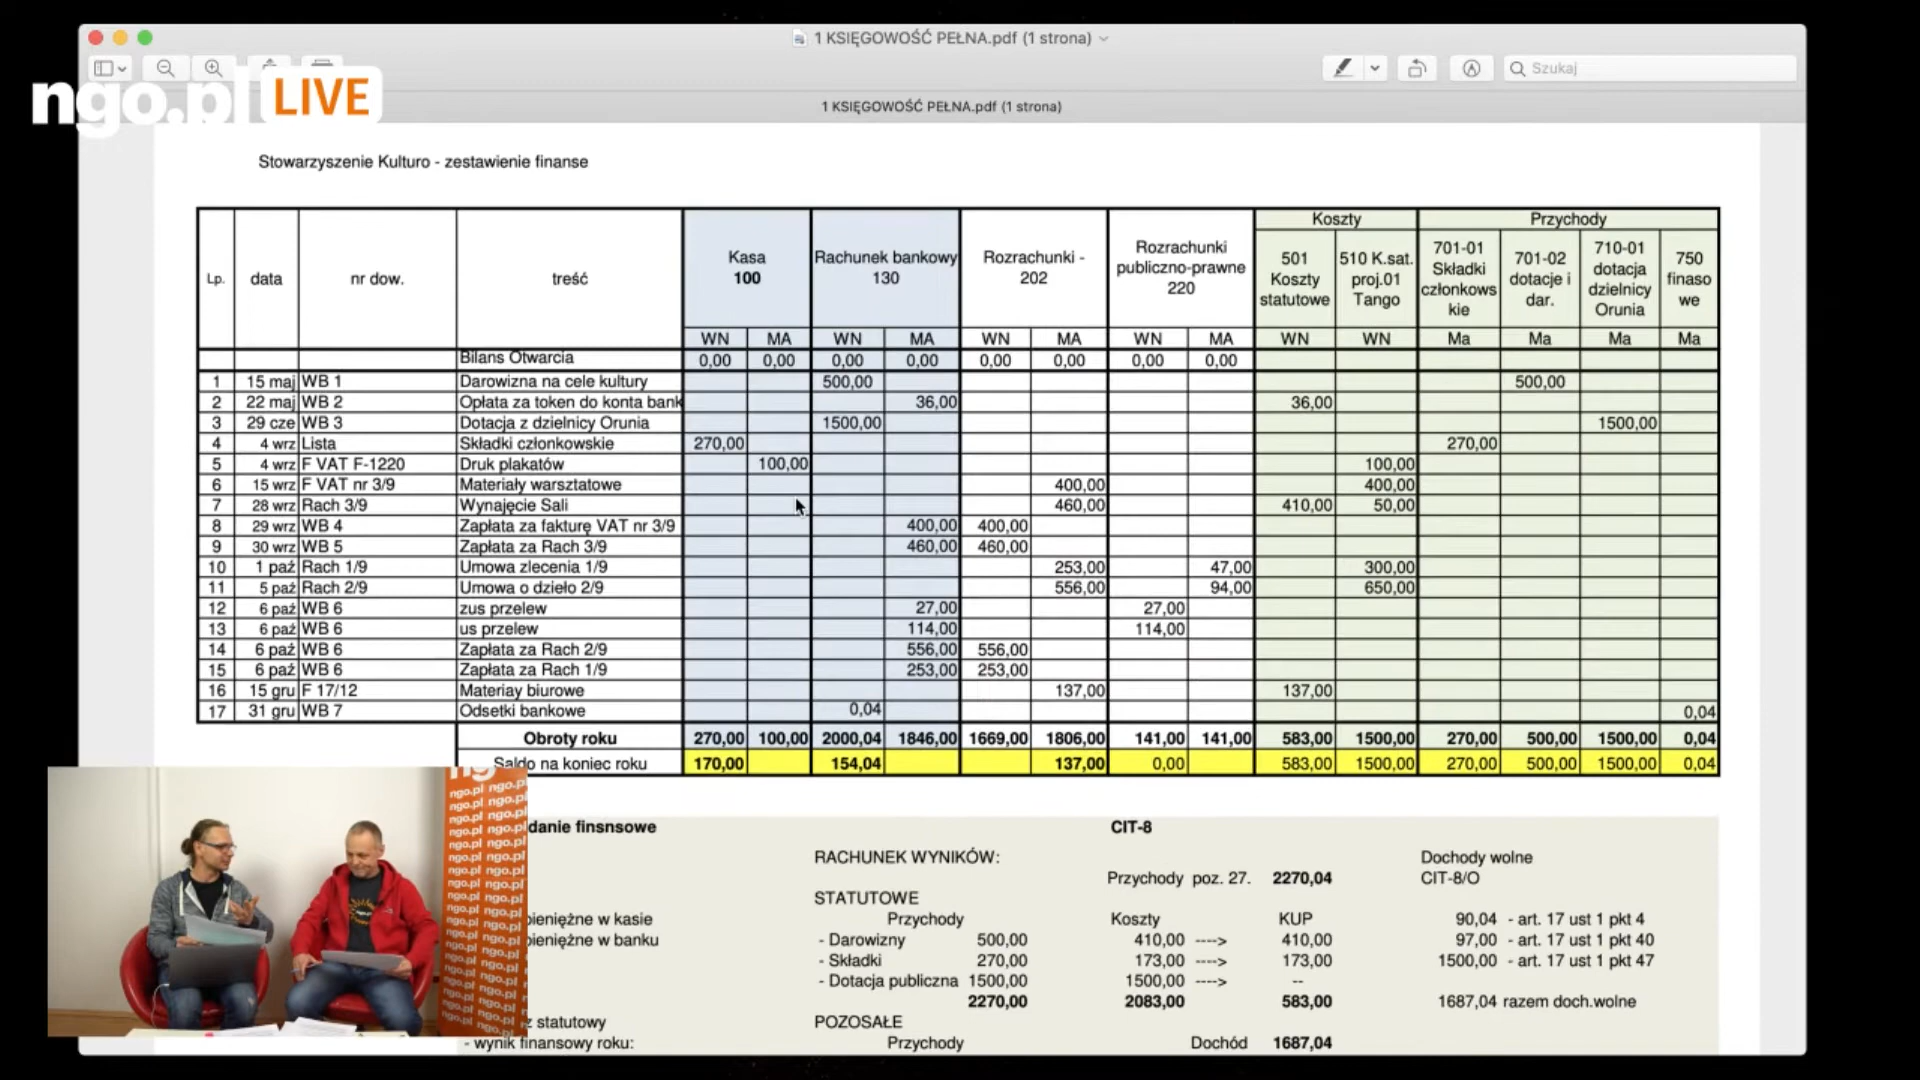 1 KSIĘGOWOŚĆ PEŁNA.pdf (1 strona)
Szukaj
ngo.pl LIVE
1 KSIĘGOWOŚĆ PEŁNA.pdf (1 strona)
Stowarzyszenie Kulturo - zestawienie finanse
Koszty Przychody
Lp. data nr dow. treść Kasa 100 Rachunek bankowy 130 Rozrachunki - 202 Rozrachunki publiczno-prawne 220 501 Koszty statutowe 510 K.sat. proj.01 Tango 701-01 Składki członkows kie 701-02 dotacje i dar. 710-01 dotacja dzielnicy Orunia 750 finaso we
WN MA WN MA WN MA WN MA WN WN Ma Ma Ma Ma
Bilans Otwarcia 0,00 0,00 0,00 0,00 0,00 0,00 0,00 0,00
1 15 maj WB 1 Darowizna na cele kultury 500,00 500,00
2 22 maj WB 2 Opłata za token do konta bank 36,00 36,00
3 29 cze WB 3 Dotacja z dzielnicy Orunia 1500,00 1500,00
4 4 wrz Lista Składki członkowskie 270,00 270,00
5 4 wrz F VAT F-1220 Druk plakatów 100,00 100,00
6 15 wrz F VAT nr 3/9 Materiały warsztatowe 400,00 400,00
7 28 wrz Rach 3/9 Wynajęcie Sali 460,00 410,00 50,00
8 29 wrz WB 4 Zapłata za fakturę VAT nr 3/9 400,00 400,00
9 30 wrz WB 5 Zapłata za Rach 3/9 460,00 460,00
10 1 paź Rach 1/9 Umowa zlecenia 1/9 253,00 47,00 300,00
11 5 paź Rach 2/9 Umowa o dzieło 2/9 556,00 94,00 650,00
12 6 paź WB 6 zus przelew 27,00 27,00
13 6 paź WB 6 us przelew 114,00 114,00
14 6 paź WB 6 Zapłata za Rach 2/9 556,00 556,00
15 6 paź WB 6 Zapłata za Rach 1/9 253,00 253,00
16 15 gru F 17/12 Materiay biurowe 137,00 137,00
17 31 gru WB 7 Odsetki bankowe 0,04 0,04
Obroty roku 270,00 100,00 2000,04 1846,00 1669,00 1806,00 141,00 141,00 583,00 1500,00 270,00 500,00 1500,00 0,04
Saldo na koniec roku 170,00 154,04 137,00 0,00 583,00 1500,00 270,00 500,00 1500,00 0,04
danie finsnsowe CIT-8
RACHUNEK WYNIKÓW: Dochody wolne
Przychody poz. 27. 2270,04 CIT-8/O
STATUTOWE
pieniężne w kasie Przychody Koszty KUP 90,04 - art. 17 ust 1 pkt 4
pieniężne w banku - Darowizny 500,00 410,00 ----> 410,00 97,00 - art. 17 ust 1 pkt 40
- Składki 270,00 173,00 ----> 173,00 1500,00 - art. 17 ust 1 pkt 47
- Dotacja publiczna 1500,00 1500,00 ----> --
2270,00 2083,00 583,00 1687,04 razem doch.wolne
z statutowy POZOSAŁE
- wynik finansowy roku: Przychody Dochód 1687,04